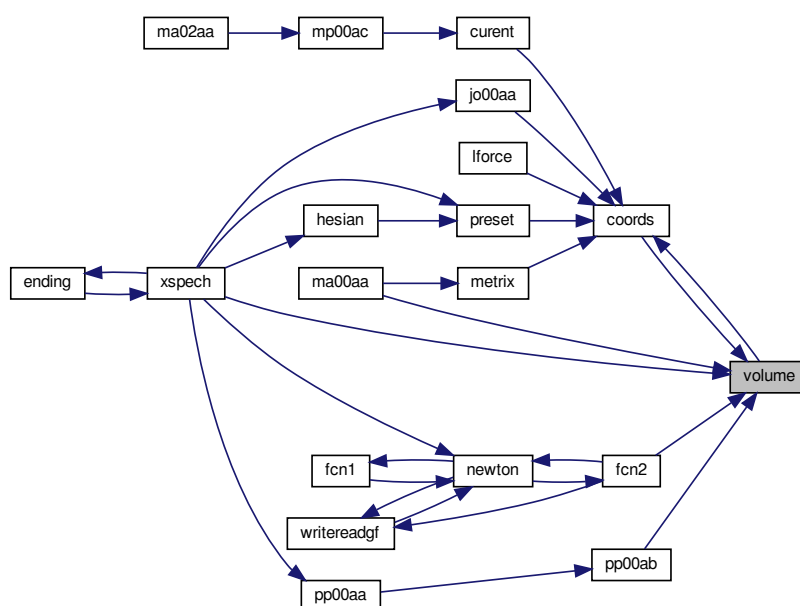 ma02aa
mp00ac
curent
jo00aa
lforce
hesian
preset
coords
ending
xspech
ma00aa
metrix
volume
fcn1
newton
fcn2
writereadgf
pp00ab
pp00aa